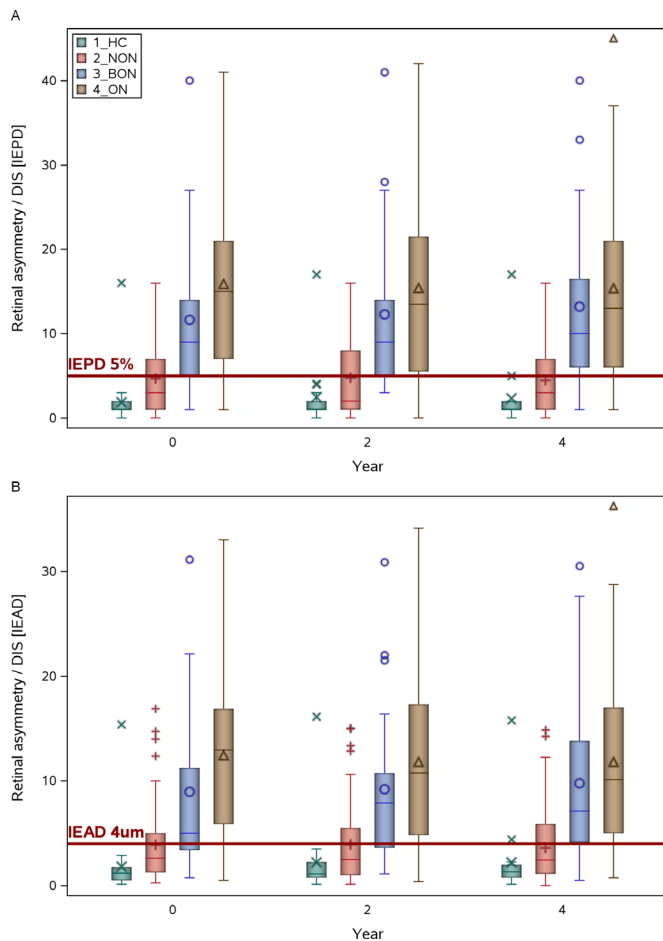 A
1_HC
2_NON
3_BON
4_ON
Retinal asymmetry / DIS [IEPD]
40
30
20
10
0
IEPD 5%
0 2 4
Year
B
Retinal asymmetry / DIS [IEAD]
30
20
10
0
IEAD 4um
0 2 4
Year